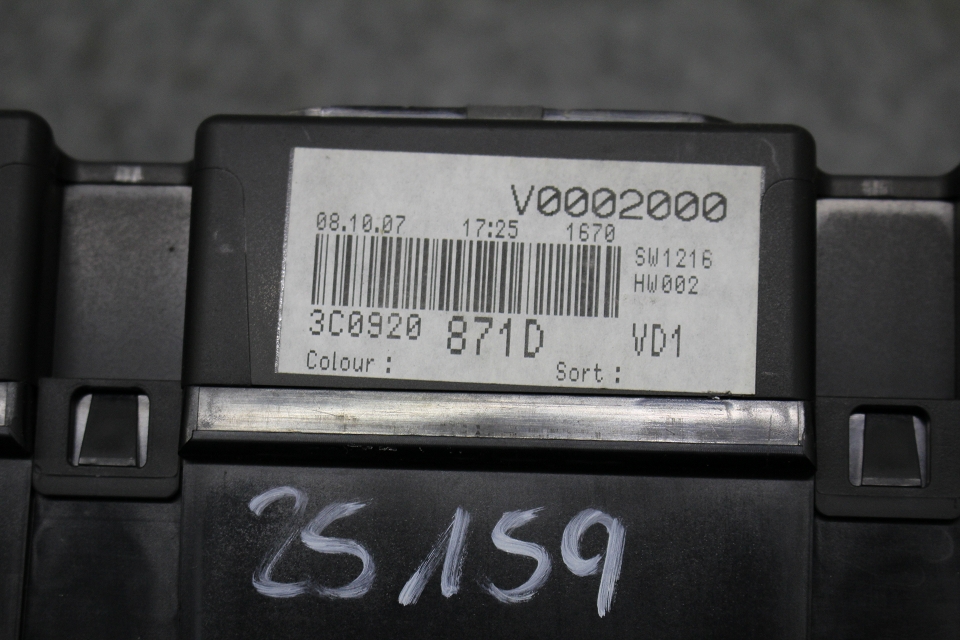 V0002000
08.10.07 17:25 1670
SW1216
HW002
3C0920 871D VD1
Colour : Sort :
25159